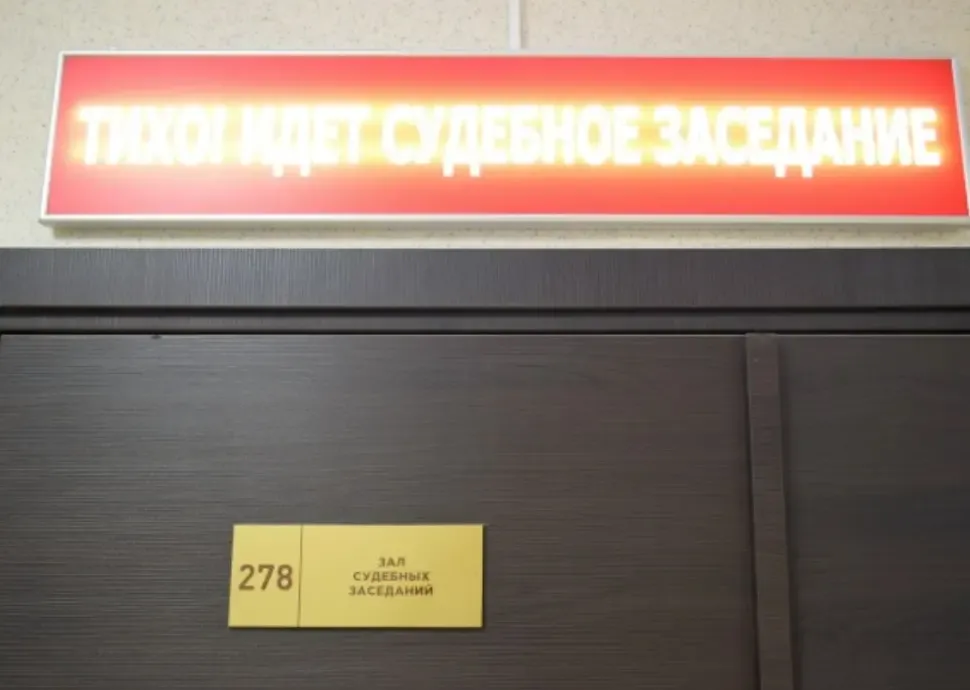 ТИХО! ИДЕТ СУДЕБНОЕ ЗАСЕДАНИЕ
278
ЗАЛ
СУДЕБНЫХ
ЗАСЕДАНИЙ